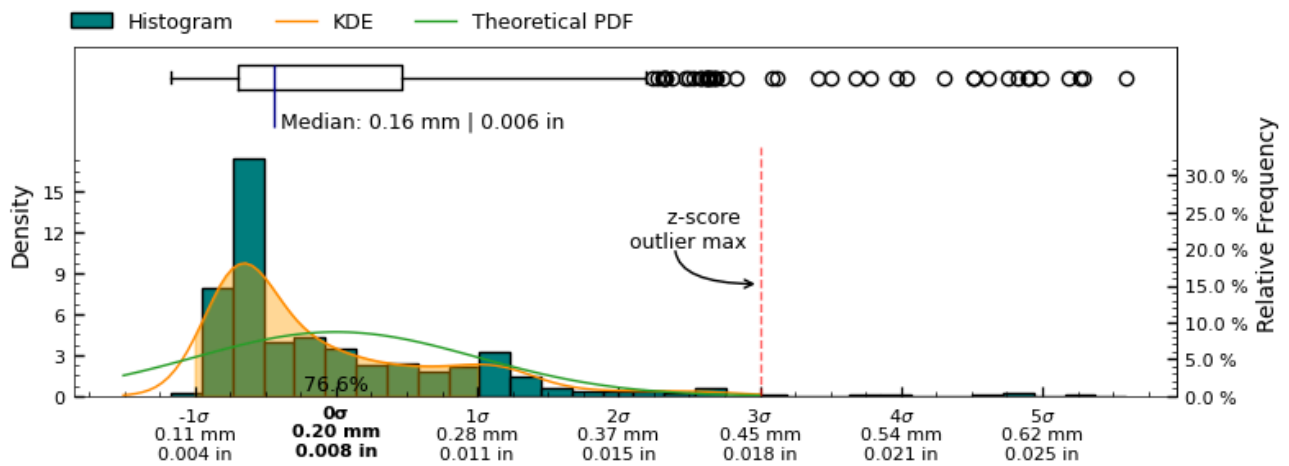 Histogram KDE Theoretical PDF
Median: 0.16 mm | 0.006 in
Density
15
12
9
6
3
0
z-score
outlier max
76.6%
30.0 %
25.0 %
20.0 %
15.0 %
10.0 %
5.0 %
0.0 %
Relative Frequency
-1σ 0σ 1σ 2σ 3σ 4σ 5σ
0.11 mm 0.20 mm 0.28 mm 0.37 mm 0.45 mm 0.54 mm 0.62 mm
0.004 in 0.008 in 0.011 in 0.015 in 0.018 in 0.021 in 0.025 in